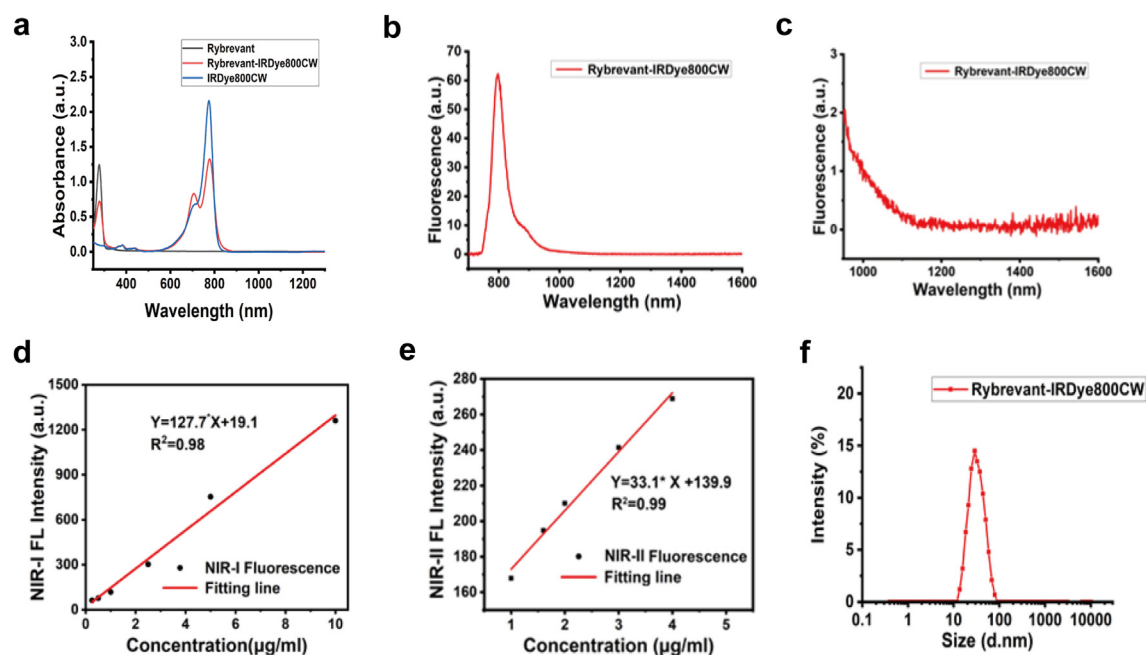 a
3.0
2.5
2.0
1.5
1.0
0.5
0.0
Absorbance (a.u.)
Rybrevant
Rybrevant-IRDye800CW
IRDye800CW
400 600 800 1000 1200
Wavelength (nm)
b
70
60
50
40
30
20
10
0
Fluorescence (a.u.)
Rybrevant-IRDye800CW
800 1000 1200 1400 1600
Wavelength (nm)
c
3
2
1
0
Fluorescence (a.u.)
Rybrevant-IRDye800CW
1000 1200 1400 1600
Wavelength (nm)
d
1500
1200
900
600
300
0
NIR-I FL Intensity (a.u.)
Y=127.7*X+19.1
R²=0.98
NIR-I Fluorescence
Fitting line
0 2 4 6 8 10
Concentration(μg/ml)
e
280
260
240
220
200
180
160
NIR-II FL Intensity (a.u.)
Y=33.1* X +139.9
R²=0.99
NIR-II Fluorescence
Fitting line
1 2 3 4 5
Concentration(μg/ml)
f
20
15
10
5
0
Intensity (%)
Rybrevant-IRDye800CW
0.1 1 10 100 1000 10000
Size (d.nm)